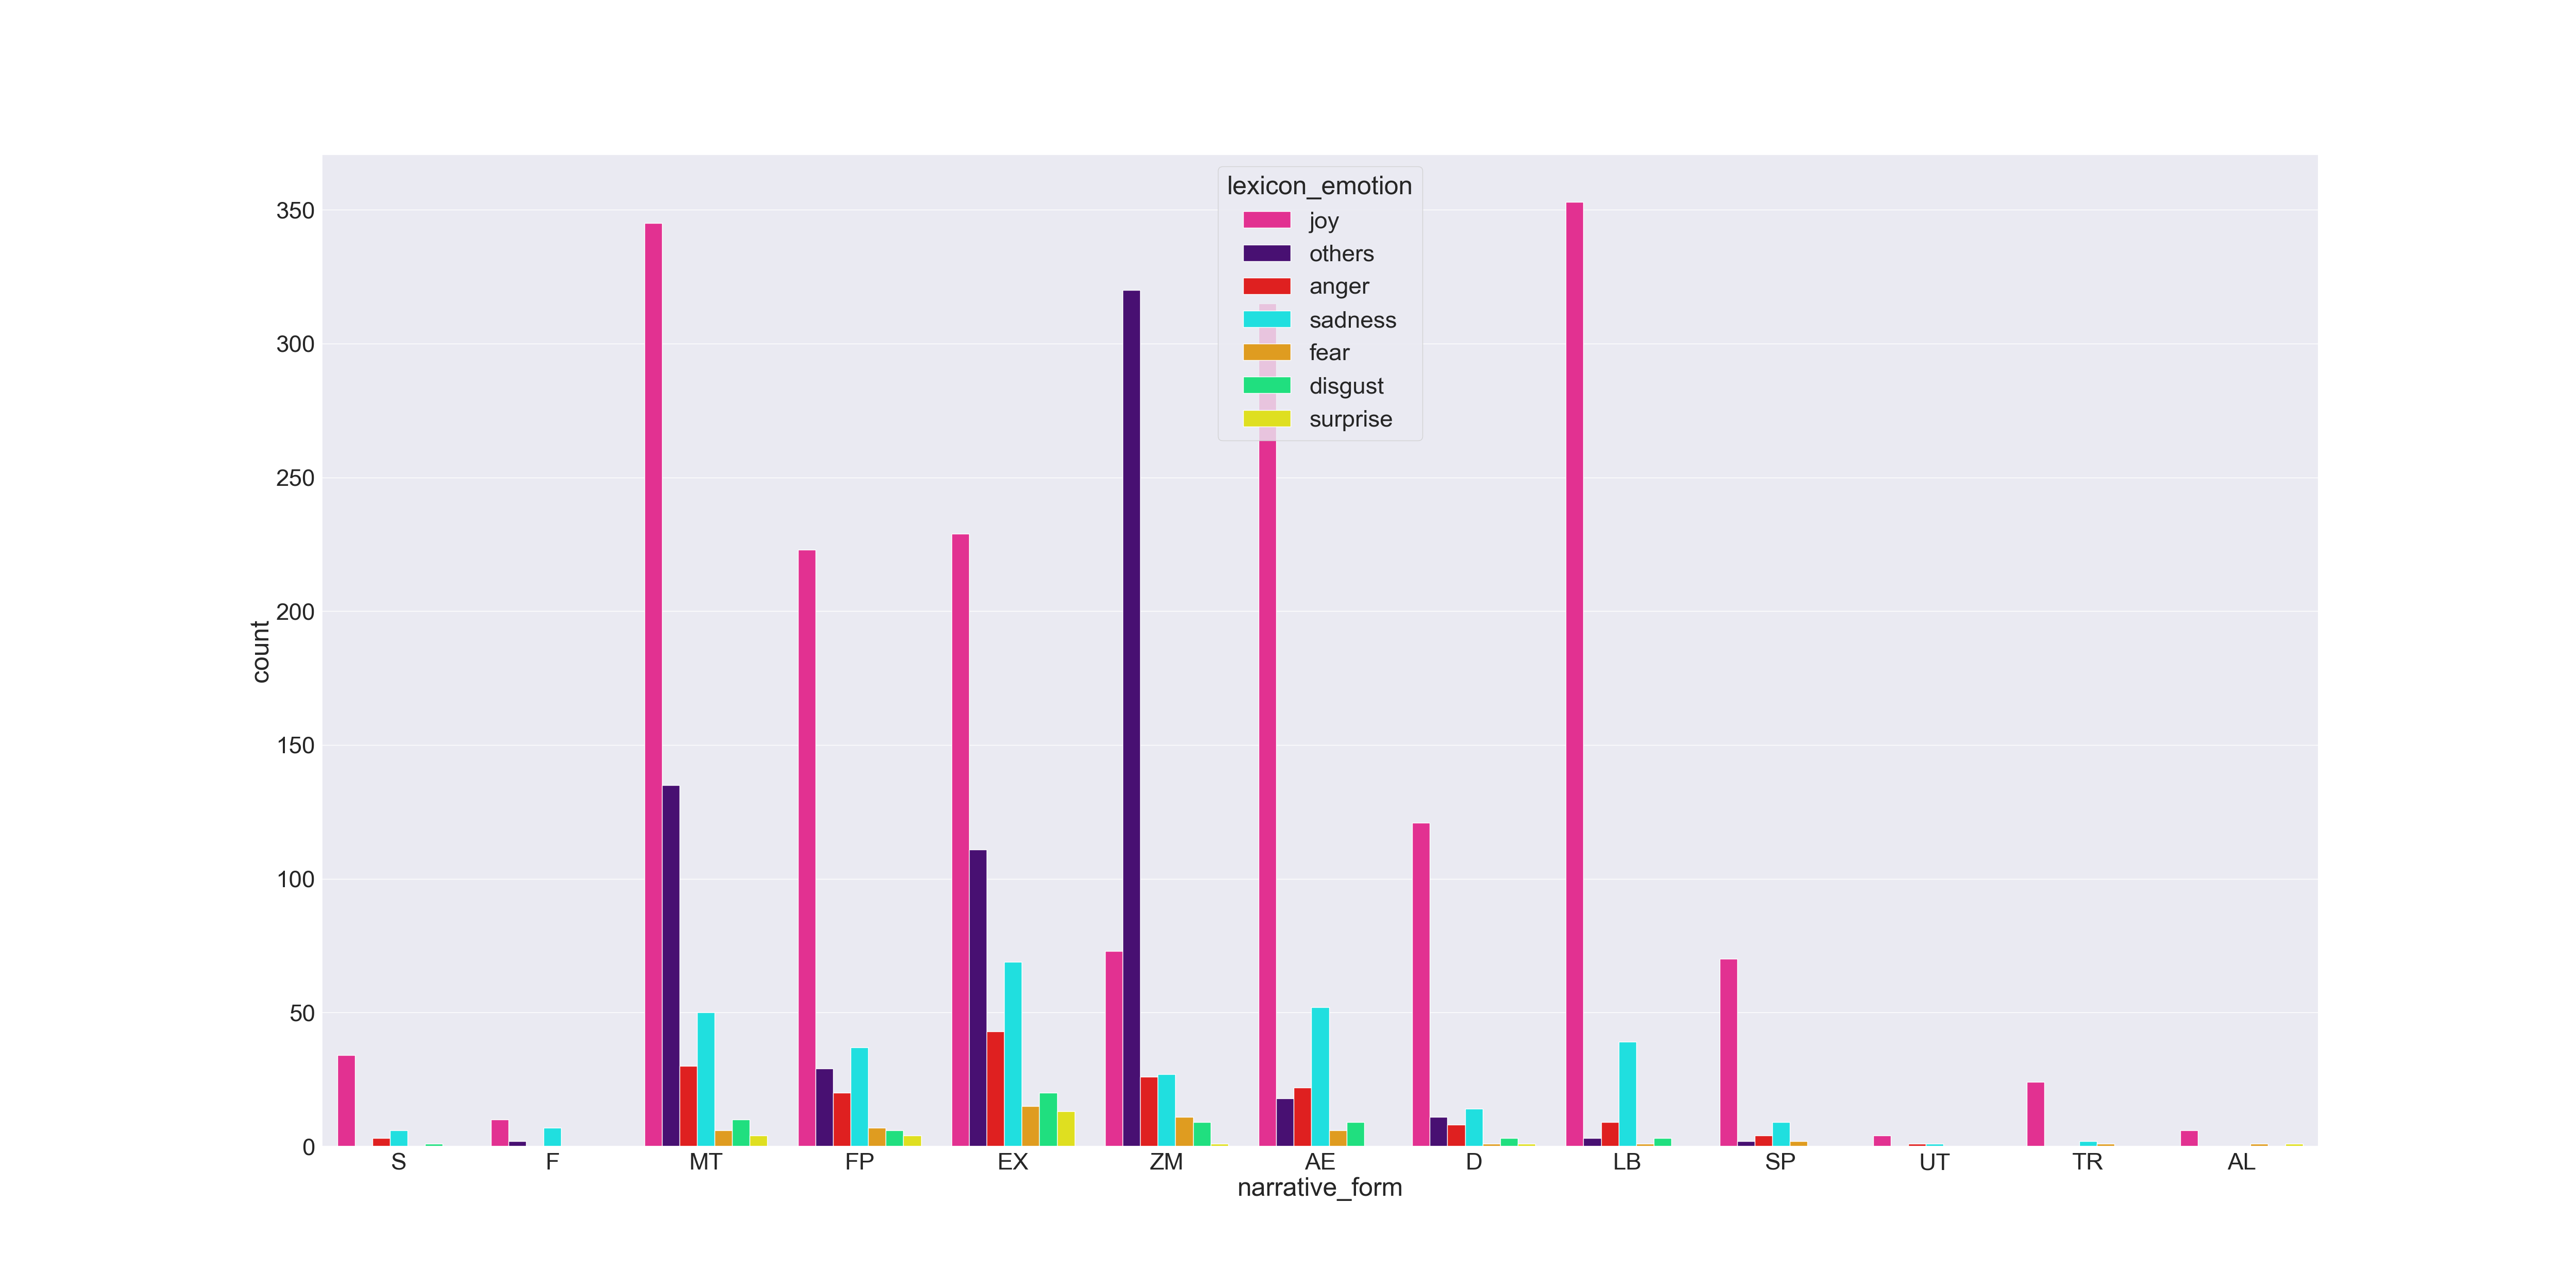 lexicon_emotion
joy
others
anger
sadness
fear
disgust
surprise
350
300
250
200
150
100
50
0
count
S F MT FP EX ZM AE D LB SP UT TR AL
narrative_form